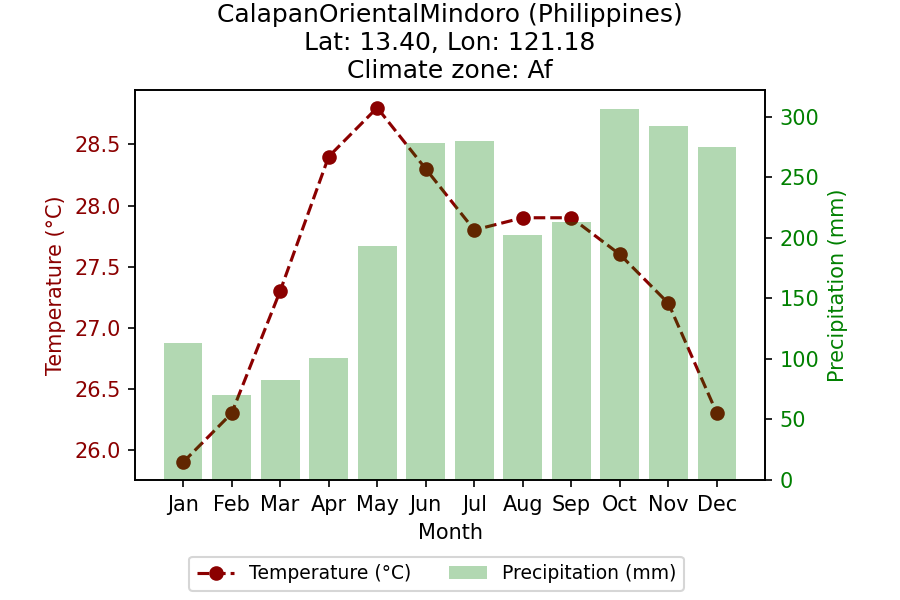 CalapanOrientalMindoro (Philippines)
Lat: 13.40, Lon: 121.18
Climate zone: Af
Temperature (°C)
28.5
28.0
27.5
27.0
26.5
26.0
300
250
200
150
100
50
0
Precipitation (mm)
Jan Feb Mar Apr May Jun Jul Aug Sep Oct Nov Dec
Month
Temperature (°C) Precipitation (mm)